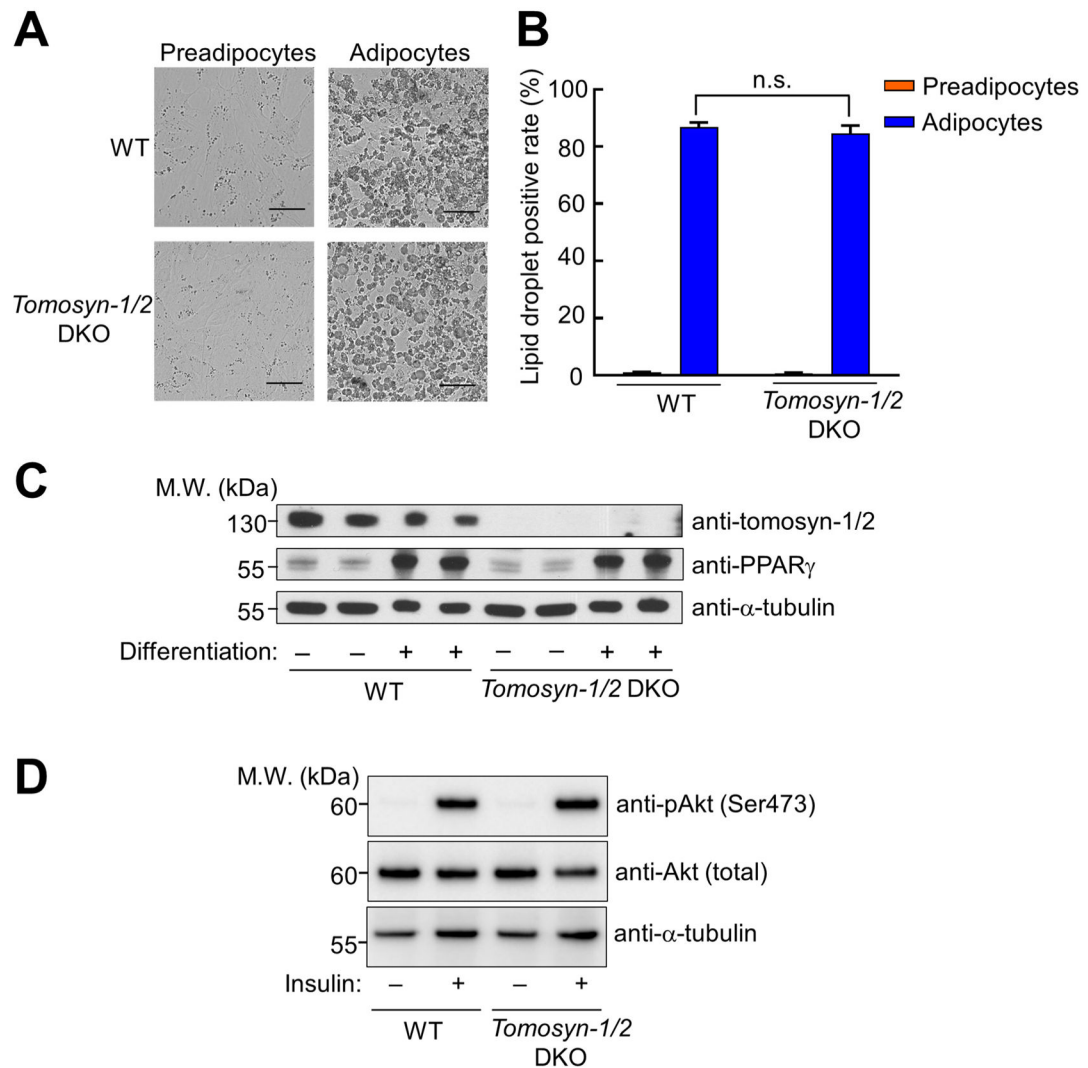 A
Preadipocytes Adipocytes
WT
Tomosyn-1/2
DKO
B
Lipid droplet positive rate (%)
100
80
60
40
20
0
n.s.
Preadipocytes
Adipocytes
WT
Tomosyn-1/2
DKO
C
M.W. (kDa)
130 anti-tomosyn-1/2
55 anti-PPARγ
55 anti-α-tubulin
Differentiation: – – + + – – + +
WT Tomosyn-1/2 DKO
D
M.W. (kDa)
60 anti-pAkt (Ser473)
60 anti-Akt (total)
55 anti-α-tubulin
Insulin: – + – +
WT Tomosyn-1/2
DKO